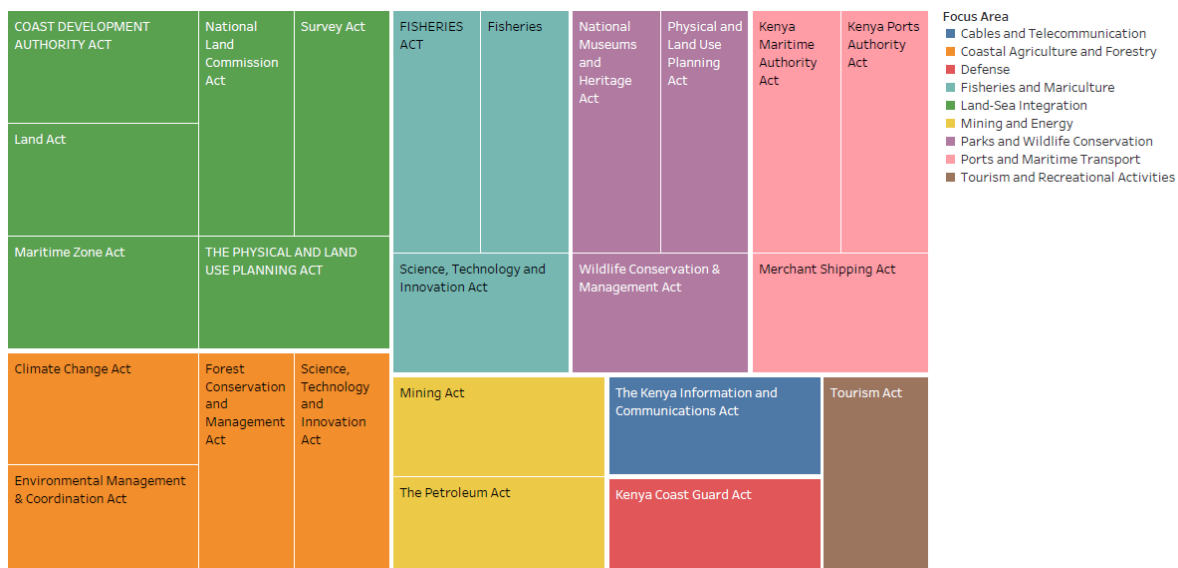 COAST DEVELOPMENT
AUTHORITY ACT
National
Land
Commission
Act
Survey Act
Land Act
Maritime Zone Act
THE PHYSICAL AND LAND
USE PLANNING ACT
Climate Change Act
Forest
Conservation
and
Management
Act
Science,
Technology
and
Innovation
Act
Environmental Management
& Coordination Act
FISHERIES
ACT
Fisheries
Science, Technology and
Innovation Act
National
Museums
and
Heritage
Act
Physical and
Land Use
Planning
Act
Wildlife Conservation &
Management Act
Kenya
Maritime
Authority
Act
Kenya Ports
Authority
Act
Merchant Shipping Act
Mining Act
The Petroleum Act
The Kenya Information and
Communications Act
Kenya Coast Guard Act
Tourism Act
Focus Area
Cables and Telecommunication
Coastal Agriculture and Forestry
Defense
Fisheries and Mariculture
Land-Sea Integration
Mining and Energy
Parks and Wildlife Conservation
Ports and Maritime Transport
Tourism and Recreational Activities